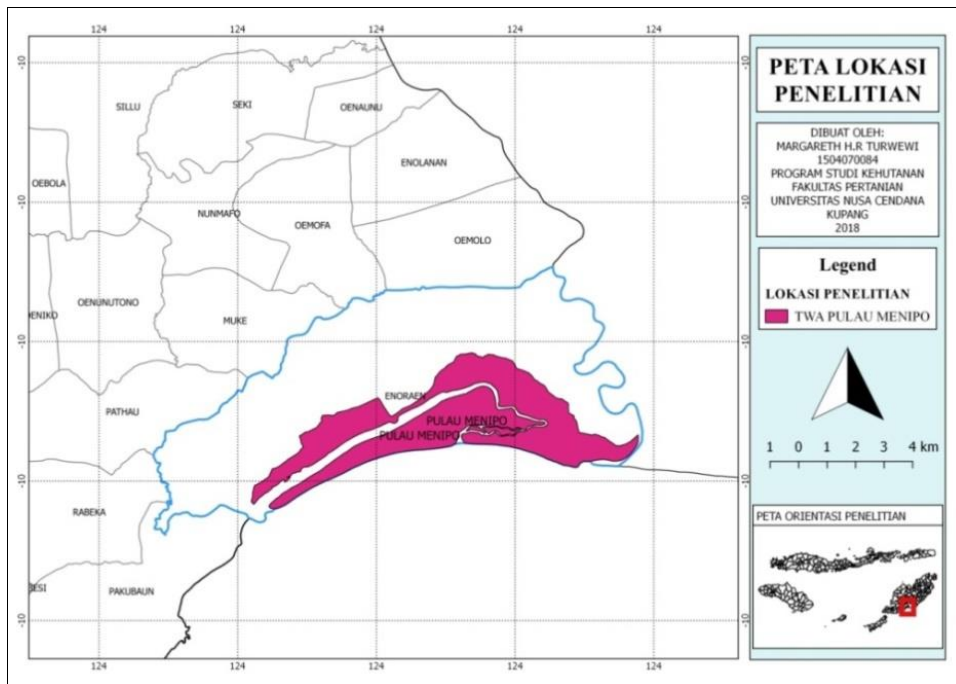 124 124 124 124 124
-10 -10
SILLU
SEKI
OENAUNU
OEBOLA
ENOLANAN
-10 -10
NUNMAFO
OEMOFA
OEMOLO
OENUNUTONO
HENIKO
MUKE
-10 -10
ENORAEN
PATHAU
PULAU MENIPO
PULAU MENIPO
-10 -10
RABEKA
PAKUBAUN
-10 -10
124 124 124 124 124
PETA LOKASI
PENELITIAN
DIBUAT OLEH:
MARGARETH H.R TURWEWI
1504070084
PROGRAM STUDI KEHUTANAN
FAKULTAS PERTANIAN
UNIVERSITAS NUSA CENDANA
KUPANG
2018
Legend
LOKASI PENELITIAN
TWA PULAU MENIPO
1 0 1 2 3 4 km
PETA ORIENTASI PENELITIAN